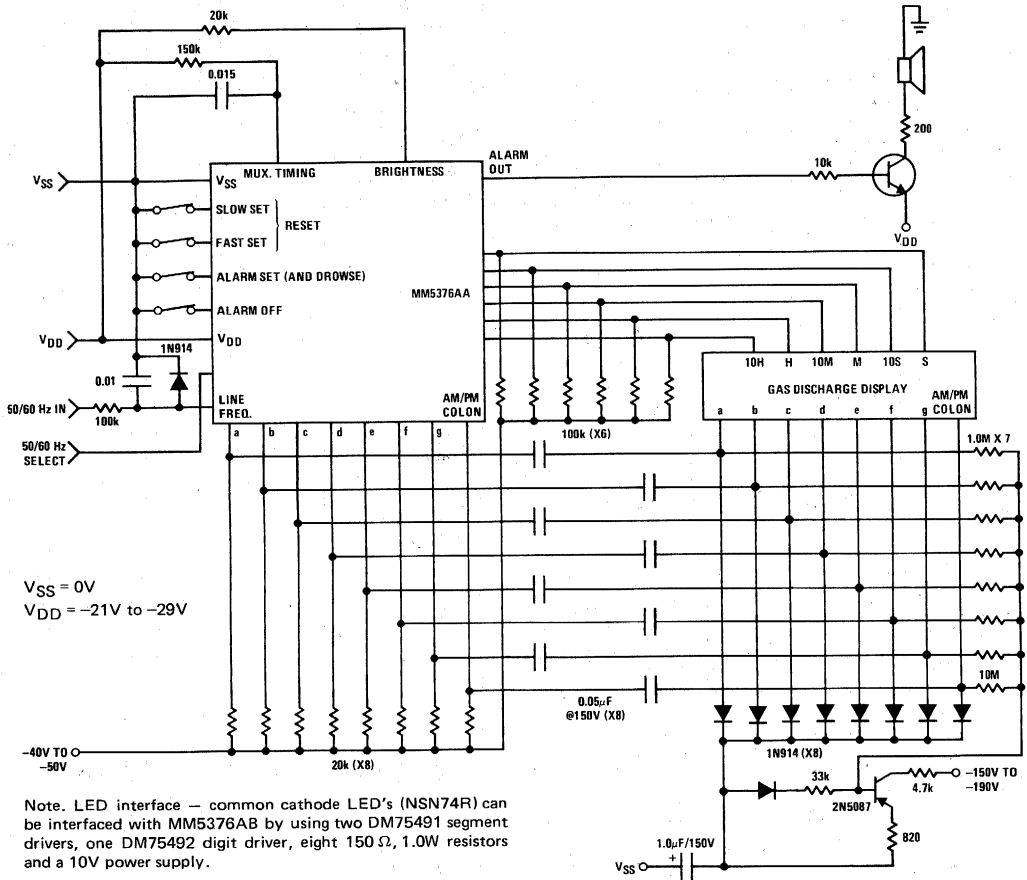 20k
150k
0.015
200
ALARM
OUT
10k
VSS
VSS
MUX. TIMING
BRIGHTNESS
SLOW SET
RESET
FAST SET
VDD
ALARM SET (AND DROWSE)
MM5376AA
ALARM OFF
VDD
VDD
1N914
10H H 10M M 10S S
GAS DISCHARGE DISPLAY
0.01
LINE
FREQ.
AM/PM
COLON
AM/PM
COLON
50/60 Hz IN
100k
a b c d e f g
a b c d e f g
100k (X6)
1.0M X 7
50/60 Hz
SELECT
VSS = 0V
VDD = −21V to −29V
10M
0.05µF
@150V (X8)
−40V TO
−50V
20k (X8)
1N914 (X8)
33k
2N5087
4.7k
−150V TO
−190V
820
1.0µF/150V
+
VSS
Note. LED interface — common cathode LED's (NSN74R) can
be interfaced with MM5376AB by using two DM75491 segment
drivers, one DM75492 digit driver, eight 150 Ω, 1.0W resistors
and a 10V power supply.